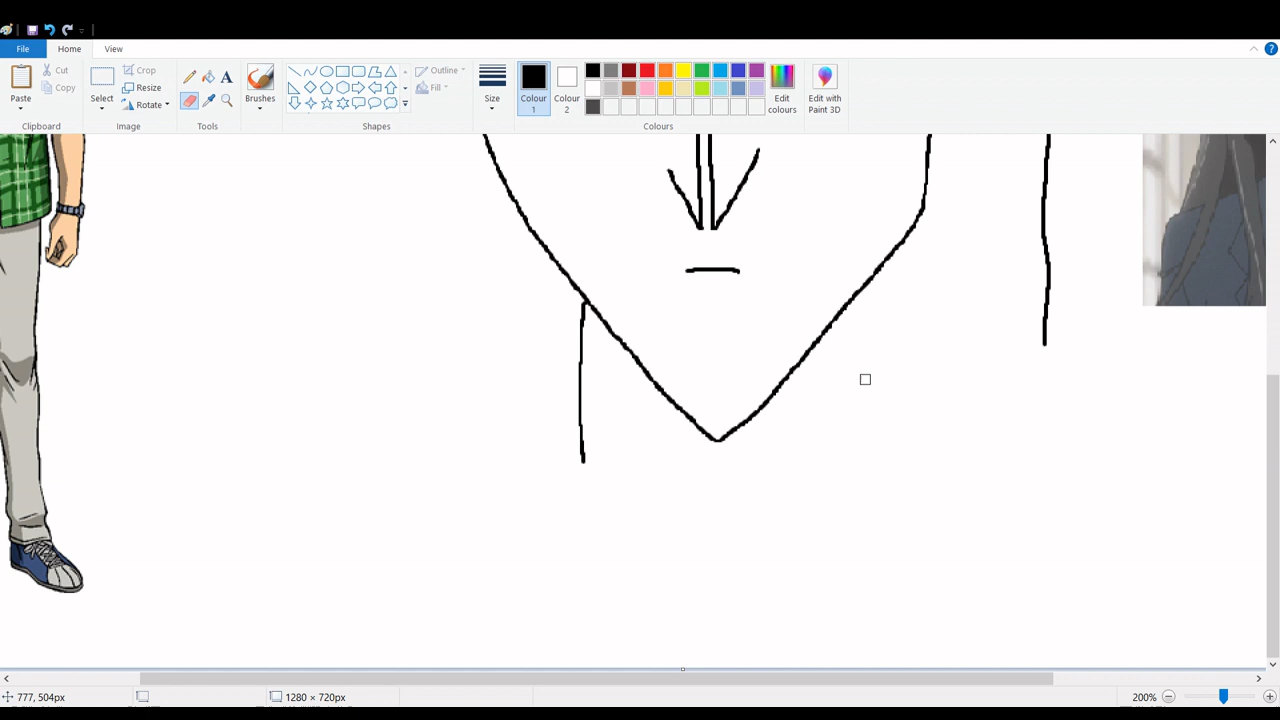 File Home View
Cut Crop Outline
Copy Resize Fill
Paste Select Rotate Brushes Size Colour 1 Colour 2 Edit colours Edit with Paint 3D
Clipboard Image Tools Shapes Colours
777, 504px 1280 × 720px 200%